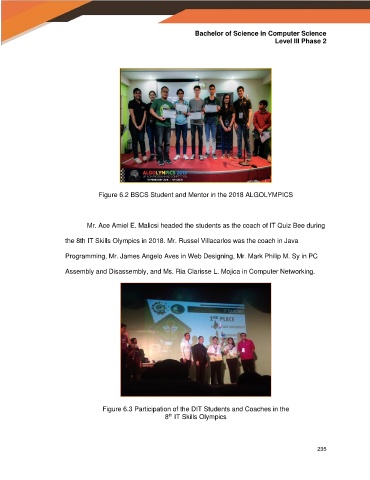 Bachelor of Science in Computer Science
Level III Phase 2
ALGOLYMPICS 2018
Figure 6.2 BSCS Student and Mentor in the 2018 ALGOLYMPICS
Mr. Ace Amiel E. Malicsi headed the students as the coach of IT Quiz Bee during
the 8th IT Skills Olympics in 2018. Mr. Russel Villacarlos was the coach in Java
Programming, Mr. James Angelo Aves in Web Designing, Mr. Mark Philip M. Sy in PC
Assembly and Disassembly, and Ms. Ria Clarisse L. Mojica in Computer Networking.
PLACE
Figure 6.3 Participation of the DIT Students and Coaches in the
8th IT Skills Olympics
235